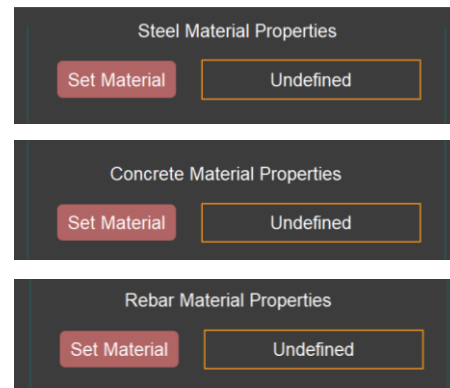 Steel Material Properties
Set Material Undefined
Concrete Material Properties
Set Material Undefined
Rebar Material Properties
Set Material Undefined